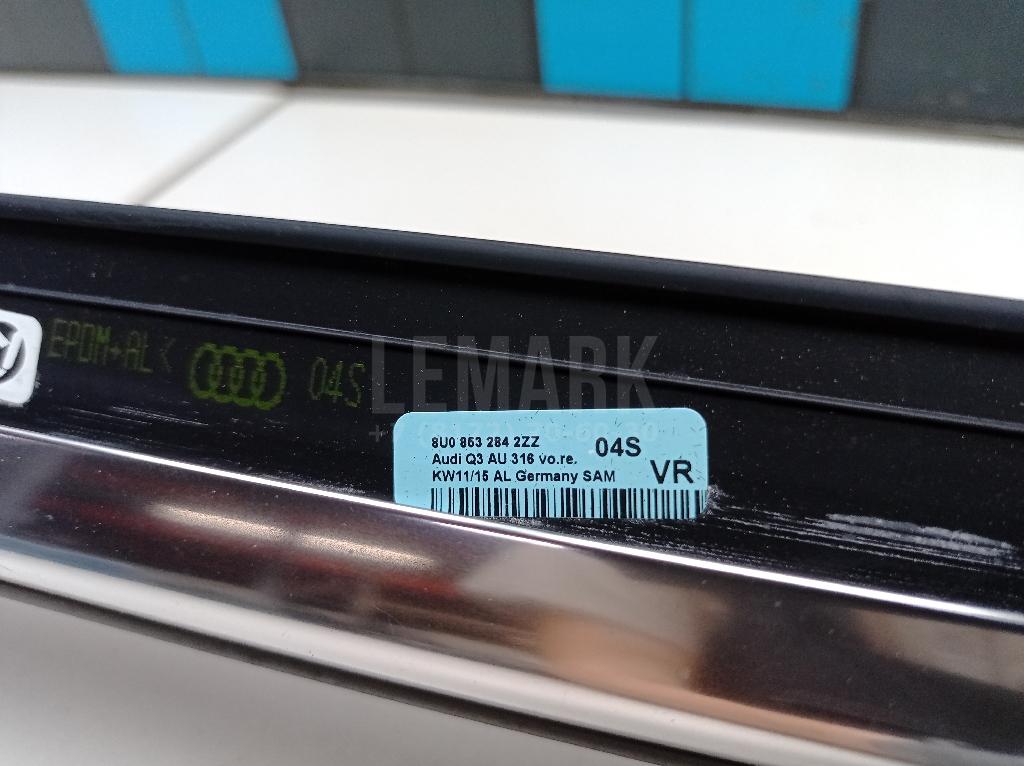 LEMARK
EPDM+AL<
04S
8U0 853 284 2ZZ
04S
Audi Q3 AU 316 vo.re.
VR
KW11/15 AL Germany SAM